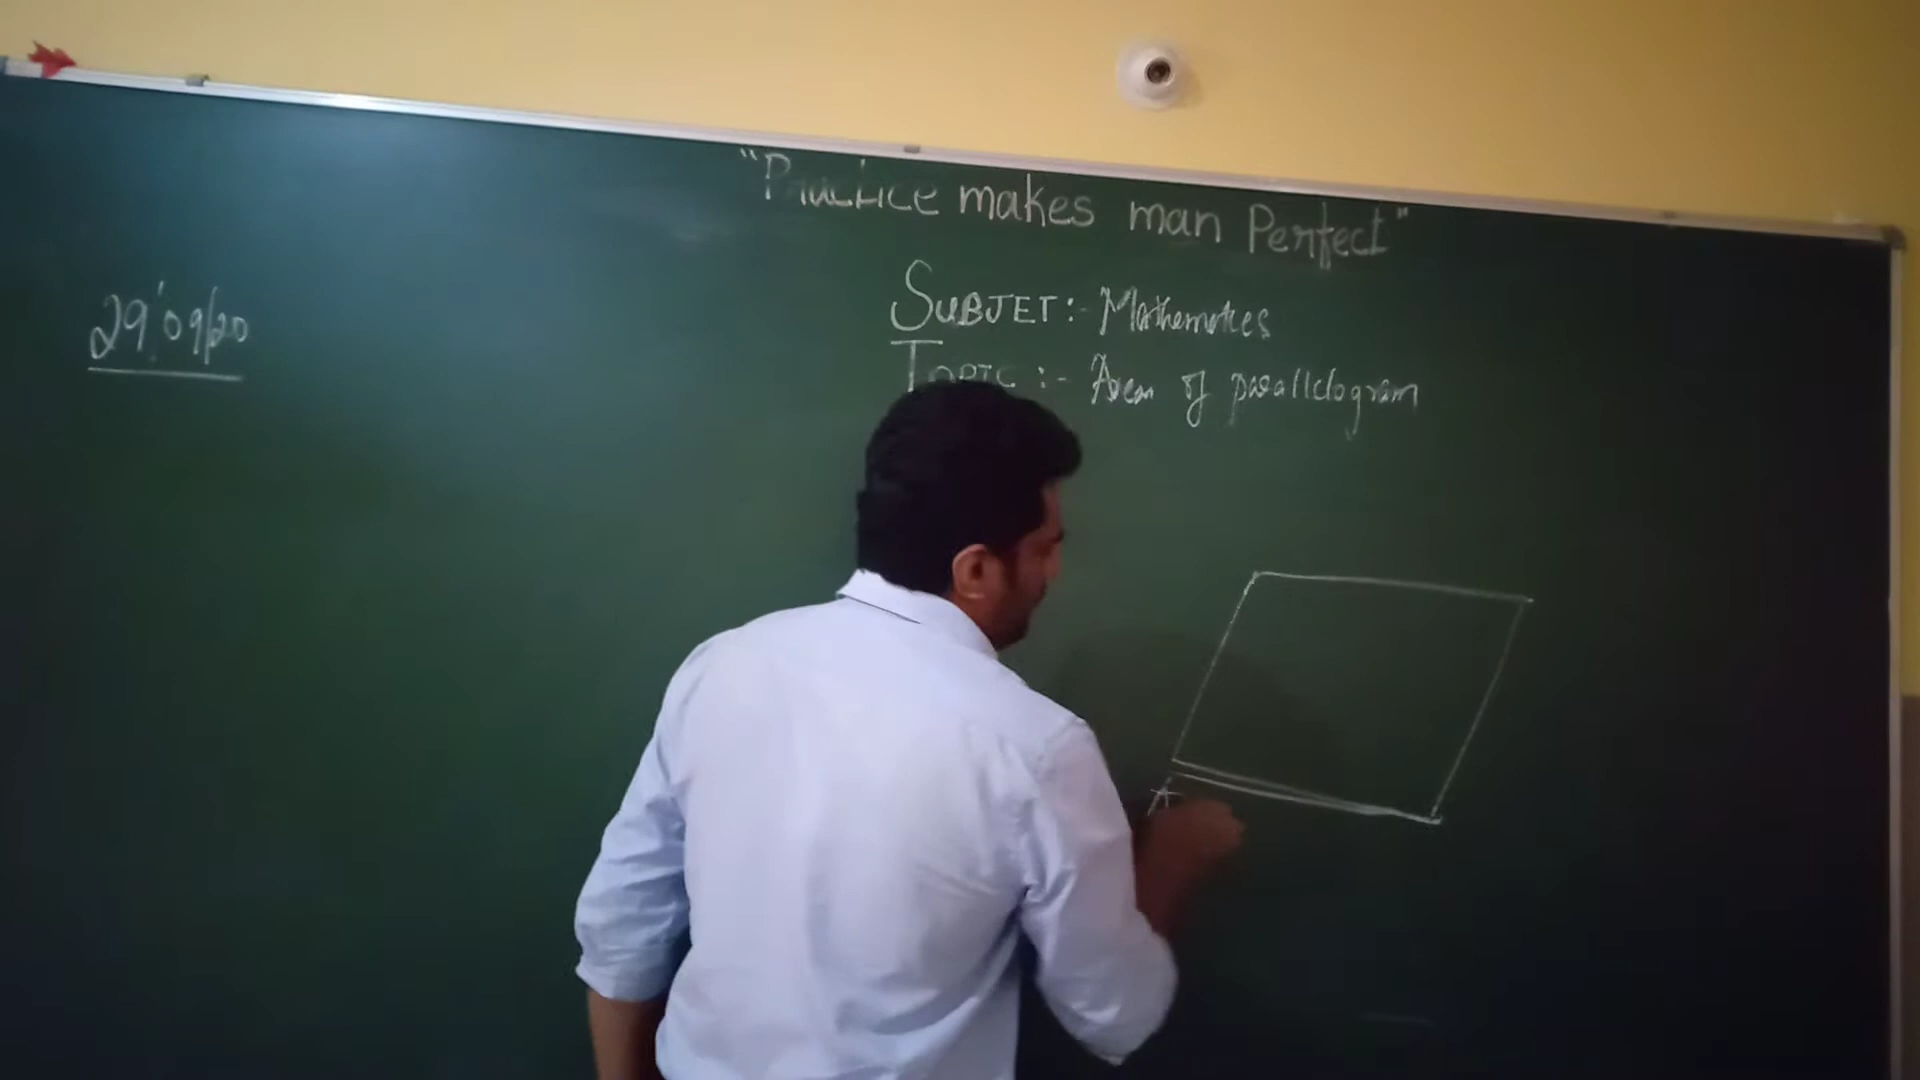 "Practice makes man Perfect"
29/09/20
SUBJET:- Mathematics
TOPIC :- Area of parallelogram
A